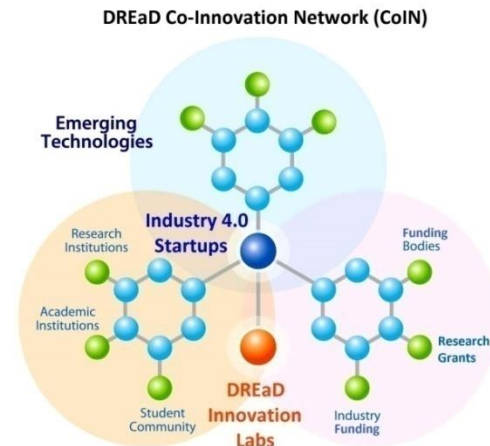 DREaD Co-Innovation Network (CoIN)
Emerging
Technologies
Industry 4.0
Startups
Research
Institutions
Academic
Institutions
Student
Community
DREaD
Innovation
Labs
Funding
Bodies
Research
Grants
Industry
Funding